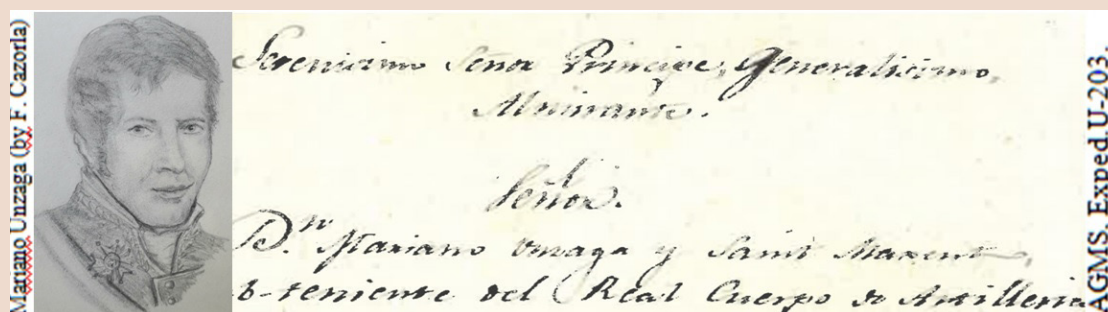 Mariano Unzaga (by F. Cazorla)
Serenisimo Señor Principe, Generalisimo,
Almirante.
Señor.
D.n Mariano Unzaga y Saint Maxent,
b-teniente del Real Cuerpo de Artilleria
AGMS, Exped.U-203.